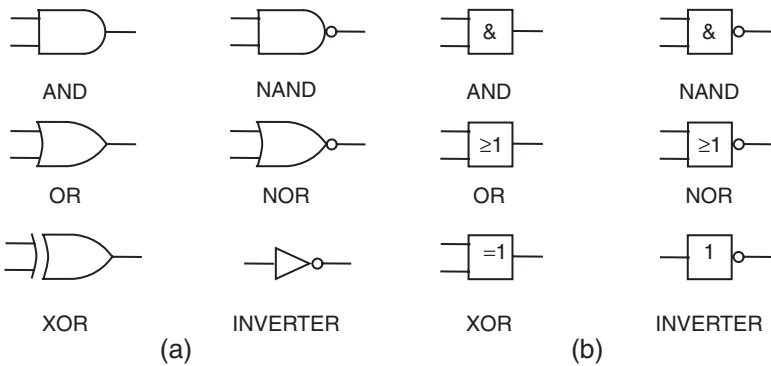 & &
AND NAND AND NAND
≥1 ≥1
OR NOR OR NOR
=1 1
XOR INVERTER XOR INVERTER
(a) (b)